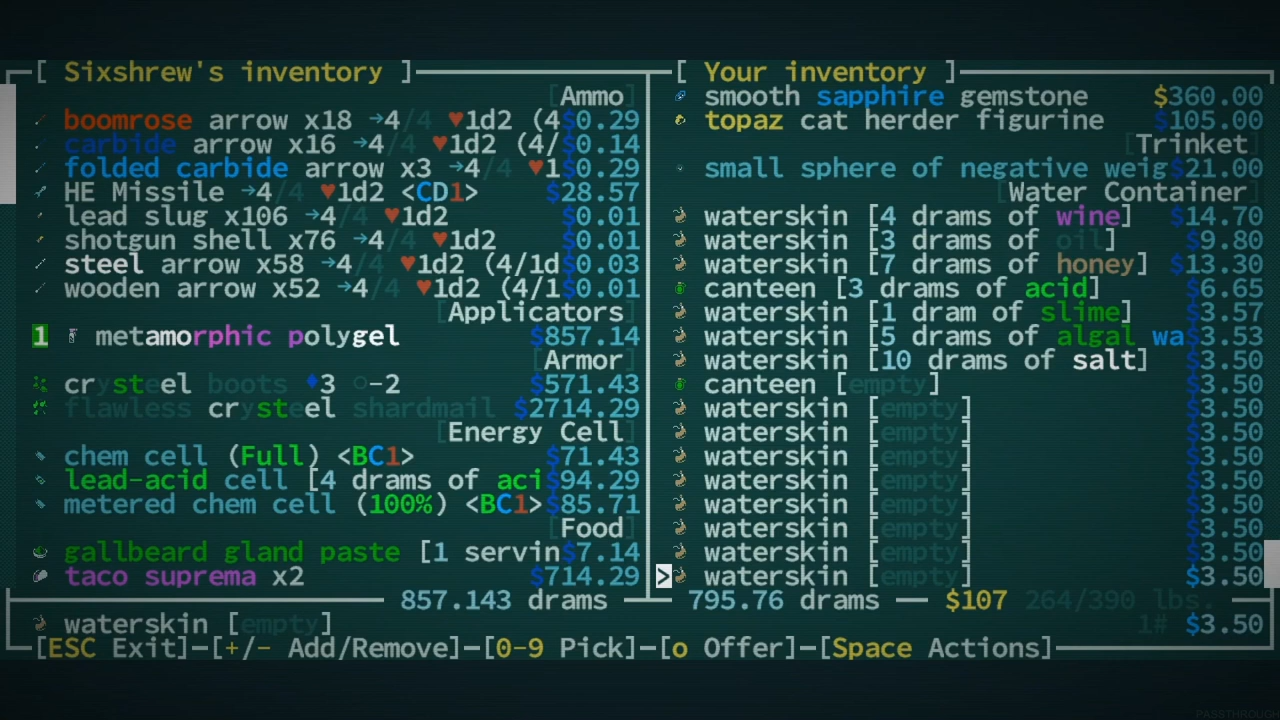 [ Sixshrew's inventory ]
[Ammo]
boomrose arrow x18 →4/4 ♥1d2 (4$0.29
carbide arrow x16 →4/4 ♥1d2 (4/$0.14
folded carbide arrow x3 →4/4 ♥1$0.29
HE Missile →4/4 ♥1d2 <CD1> $28.57
lead slug x106 →4/4 ♥1d2 $0.01
shotgun shell x76 →4/4 ♥1d2 $0.01
steel arrow x58 →4/4 ♥1d2 (4/1d$0.03
wooden arrow x52 →4/4 ♥1d2 (4/1$0.01
[Applicators]
1 metamorphic polygel $857.14
[Armor]
crysteel boots ♦3 ○-2 $571.43
flawless crysteel shardmail $2714.29
[Energy Cell]
chem cell (Full) <BC1> $71.43
lead-acid cell [4 drams of aci$94.29
metered chem cell (100%) <BC1>$85.71
[Food]
gallbeard gland paste [1 servin$7.14
taco suprema x2 $714.29
857.143 drams
[ Your inventory ]
smooth sapphire gemstone $360.00
topaz cat herder figurine $105.00
[Trinket]
small sphere of negative weig$21.00
[Water Container]
waterskin [4 drams of wine] $14.70
waterskin [3 drams of oil] $9.80
waterskin [7 drams of honey] $13.30
canteen [3 drams of acid] $6.65
waterskin [1 dram of slime] $3.57
waterskin [5 drams of algal wa$3.53
waterskin [10 drams of salt] $3.50
canteen [empty] $3.50
waterskin [empty] $3.50
waterskin [empty] $3.50
waterskin [empty] $3.50
waterskin [empty] $3.50
waterskin [empty] $3.50
waterskin [empty] $3.50
waterskin [empty] $3.50
> waterskin [empty] $3.50
795.76 drams — $107 264/390 lbs.
waterskin [empty] 1# $3.50
[ESC Exit]-[+/- Add/Remove]-[0-9 Pick]-[o Offer]-[Space Actions]